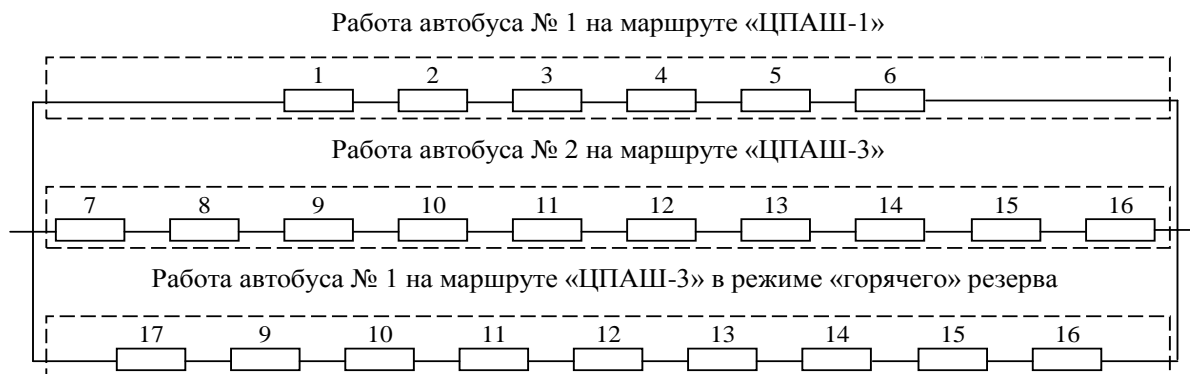 Работа автобуса № 1 на маршруте «ЦПАШ-1»
1 2 3 4 5 6
Работа автобуса № 2 на маршруте «ЦПАШ-3»
7 8 9 10 11 12 13 14 15 16
Работа автобуса № 1 на маршруте «ЦПАШ-3» в режиме «горячего» резерва
17 9 10 11 12 13 14 15 16